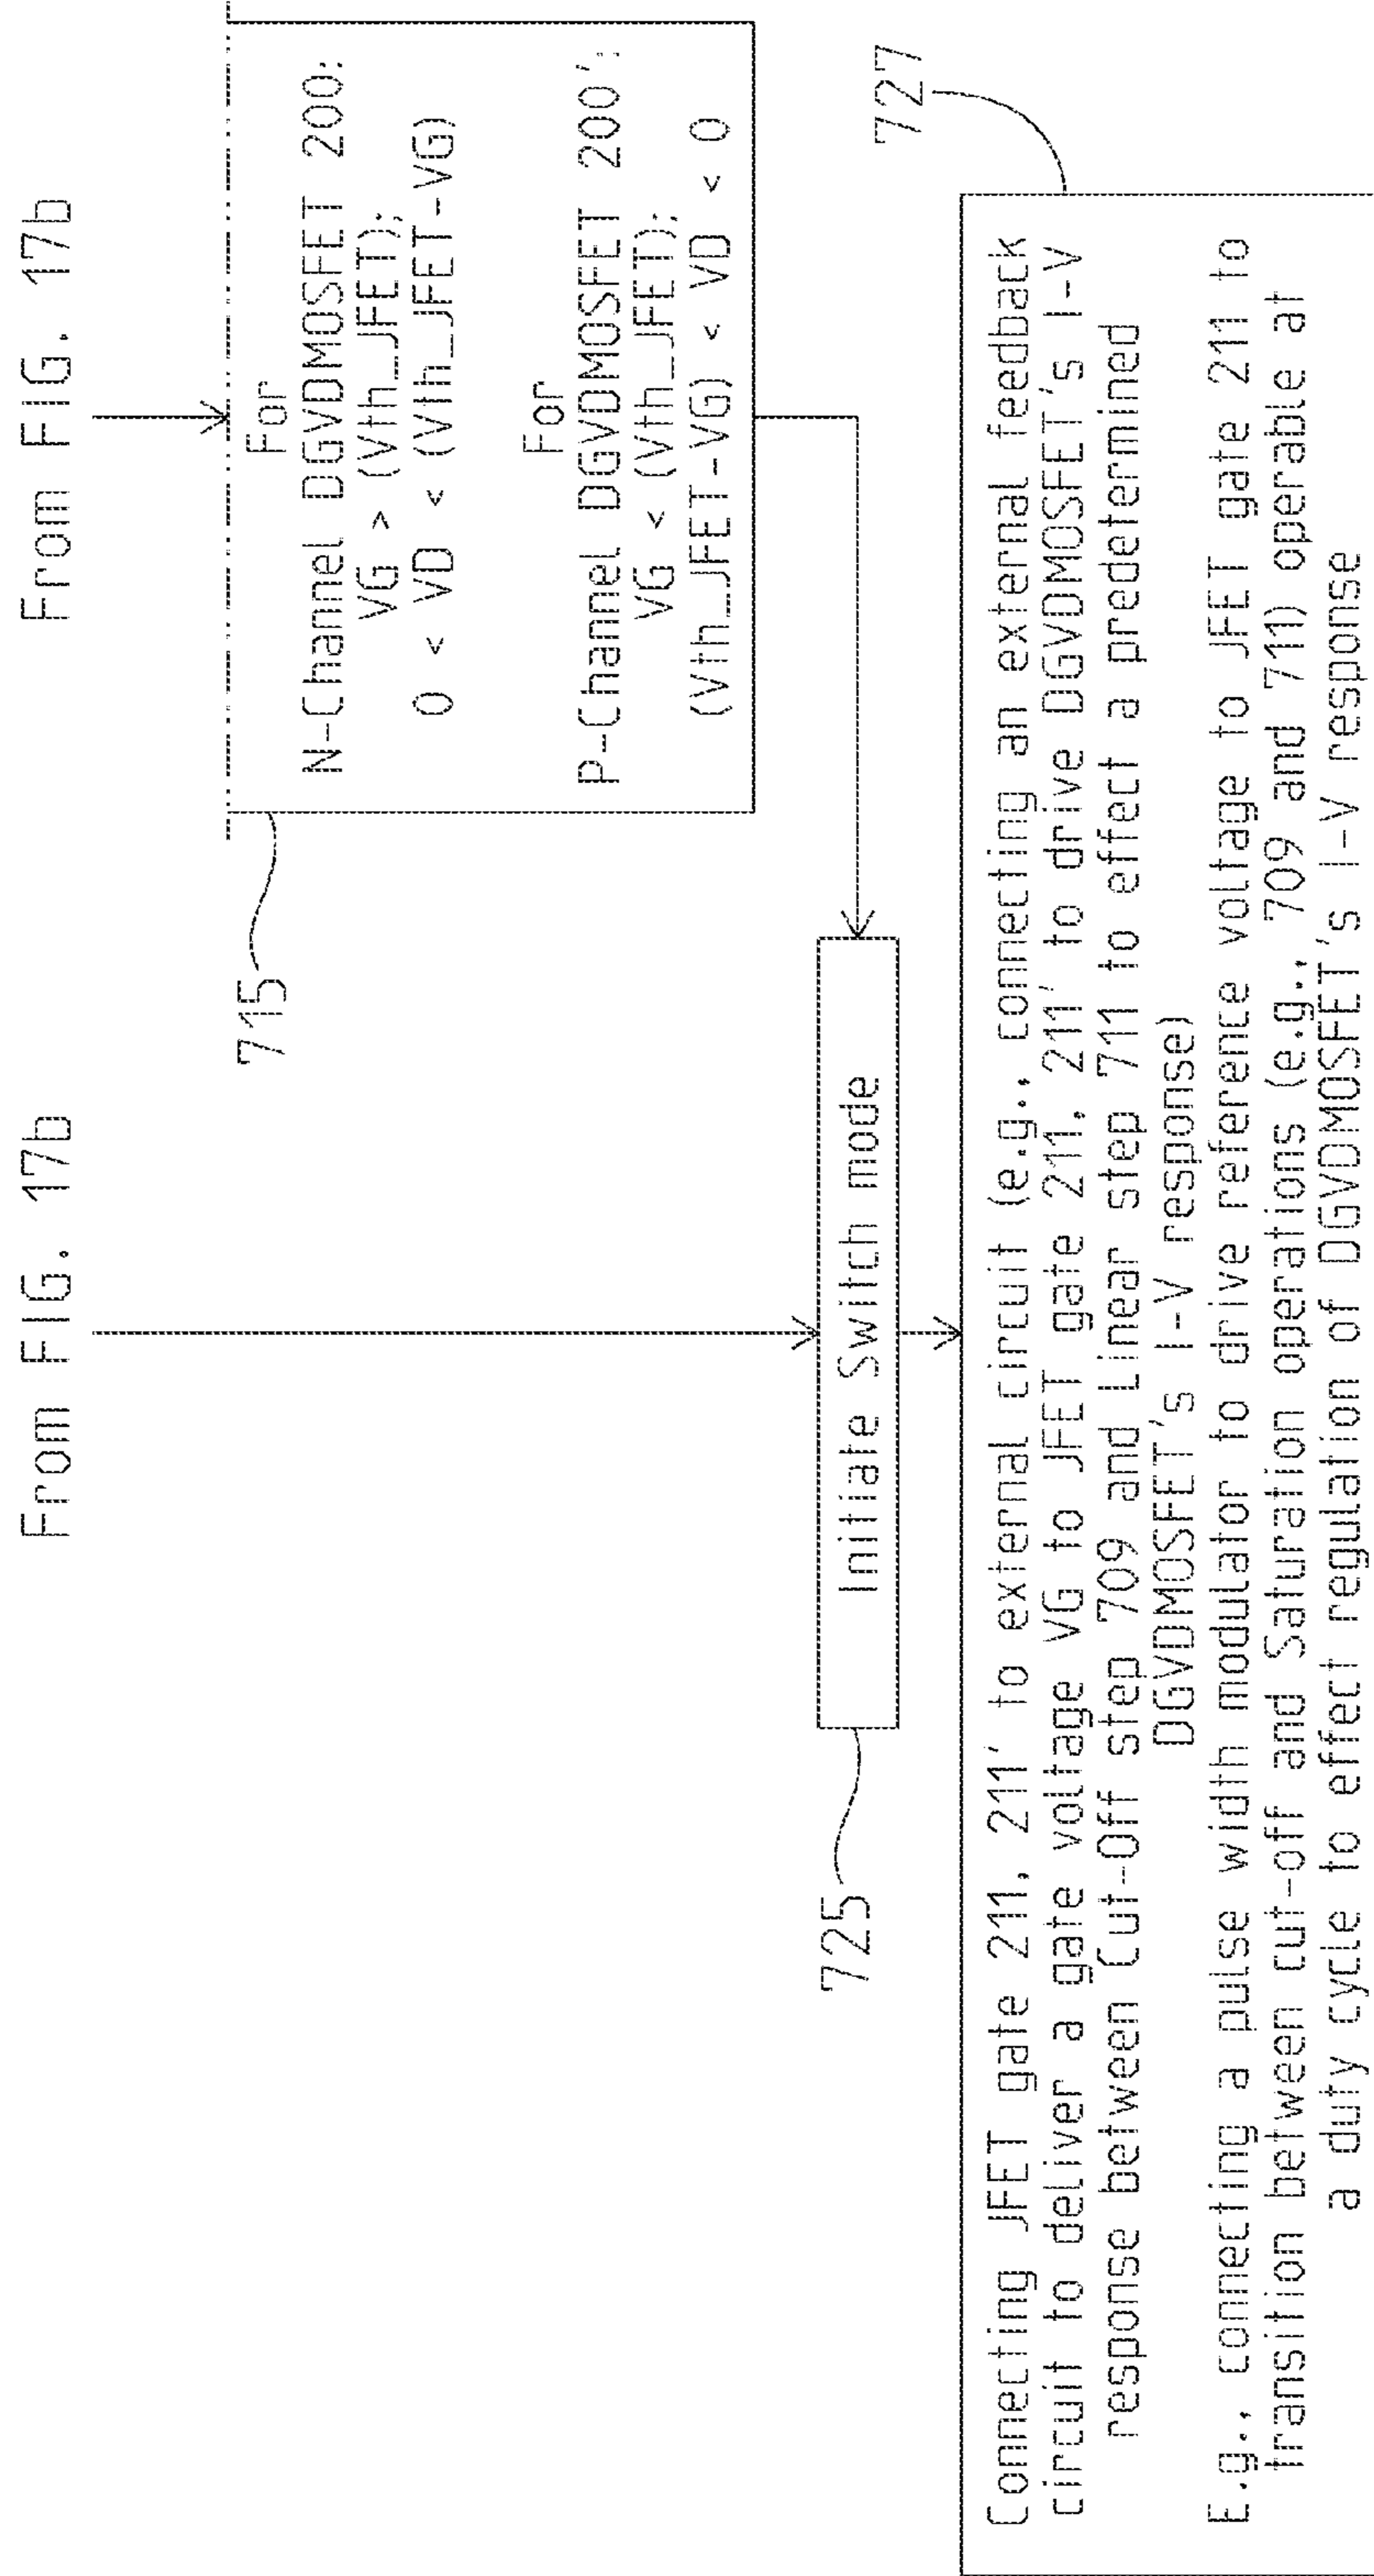 From FIG. 17b
From FIG. 17b
For
N-Channel DGVDMOSFET 200:
VG > (Vth_JFET);
0 < VD < (Vth_JFET-VG)
For
P-Channel DGVDMOSFET 200':
VG < (Vth_JFET);
(Vth_JFET-VG) < VD < 0
715
Initiate Switch mode
725
727
Connecting JFET gate 211, 211' to external circuit (e.g., connecting an external feedback
circuit to deliver a gate voltage VG to JFET gate 211, 211' to drive DGVDMOSFET's I-V
response between Cut-Off step 709 and Linear step 711 to effect a predetermined
DGVDMOSFET's I-V response)
E.g., connecting a pulse width modulator to drive reference voltage to JFET gate 211 to
transition between cut-off and Saturation operations (e.g., 709 and 711) operable at
a duty cycle to effect regulation of DGVDMOSFET's I-V response